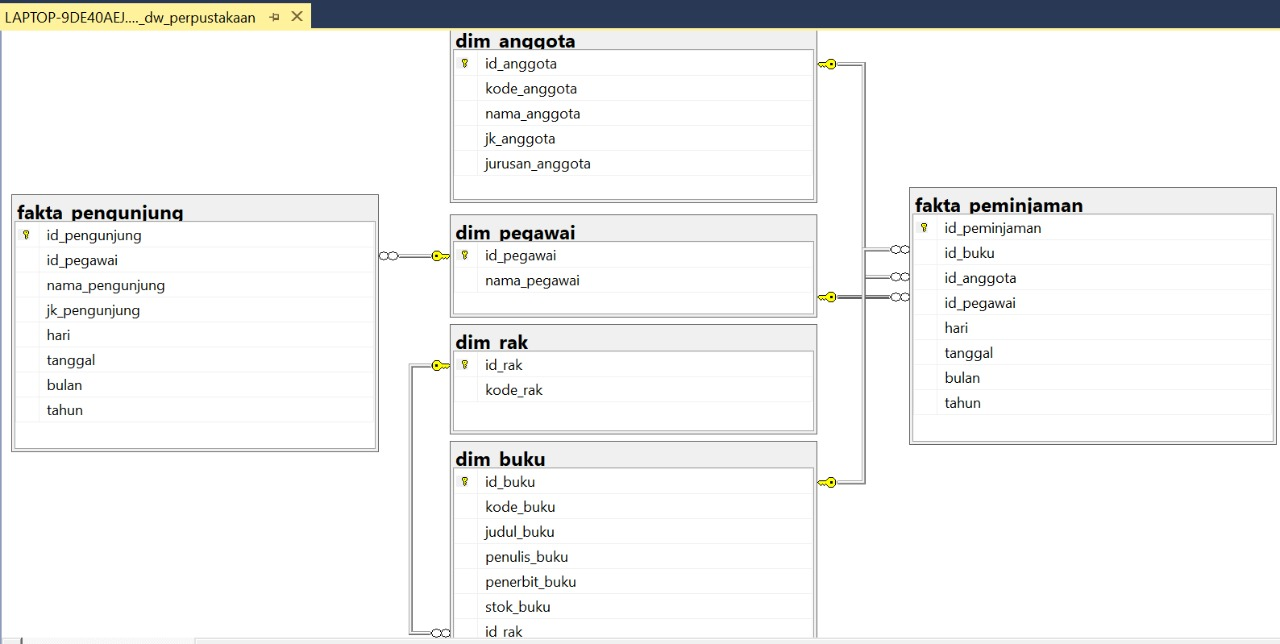 LAPTOP-9DE40AEJ...._dw_perpustakaan
dim_anggota
id_anggota
kode_anggota
nama_anggota
jk_anggota
jurusan_anggota
fakta_pengunjung
id_pengunjung
id_pegawai
nama_pengunjung
jk_pengunjung
hari
tanggal
bulan
tahun
dim_pegawai
id_pegawai
nama_pegawai
dim_rak
id_rak
kode_rak
dim_buku
id_buku
kode_buku
judul_buku
penulis_buku
penerbit_buku
stok_buku
id_rak
fakta_peminjaman
id_peminjaman
id_buku
id_anggota
id_pegawai
hari
tanggal
bulan
tahun